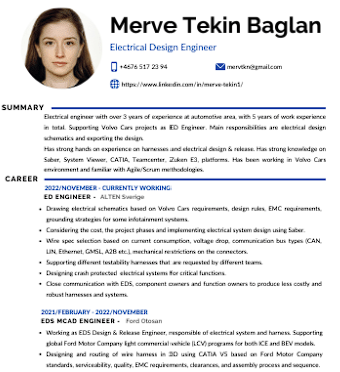 Merve Tekin Baglan
Electrical Design Engineer
+4676 517 23 94
mervtkn@gmail.com
https://www.linkedin.com/in/merve-tekin1/
SUMMARY
Electrical engineer with over 3 years of experience at automotive area, with 5 years of work experience
in total. Supporting Volvo Cars projects as IED Engineer. Main responsibilities are electrical design
schematics and exporting the design.
Has strong hands on experience on harnesses and electrical design & release. Has strong knowledge on
Saber, System Viewer, CATIA, Teamcenter, Zuken E3, platforms. Has been working in Volvo Cars
environment and familiar with Agile/Scrum methodologies.
CAREER
2022/NOVEMBER - CURRENTLY WORKING-
ED ENGINEER - ALTEN Sverige
• Drawing electrical schematics based on Volvo Cars requirements, design rules, EMC requirements,
grounding strategies for some infotainment systems.
• Considering the cost, the project phases and implementing electrical system design using Saber.
• Wire spec selection based on current consumption, voltage drop, communication bus types (CAN,
LIN, Ethernet, GMSL, A2B etc.), mechanical restrictions on the connectors.
• Supporting different testability harnesses that are requested by different teams.
• Designing crash protected electrical systems for critical functions.
• Close communication with EDS, component owners and function owners to produce less costly and
robust harnesses and systems.
2021/FEBRUARY - 2022/NOVEMBER
EDS MCAD ENGINEER - Ford Otosan
• Working as EDS Design & Release Engineer, responsible of electrical system and harness. Supporting
global Ford Motor Company light commercial vehicle (LCV) programs for both ICE and BEV models.
• Designing and routing of wire harness in 2D using CATIA V5 based on Ford Motor Company
standards, serviceability, quality, EMC requirements, clearances, and assembly process and sequence.